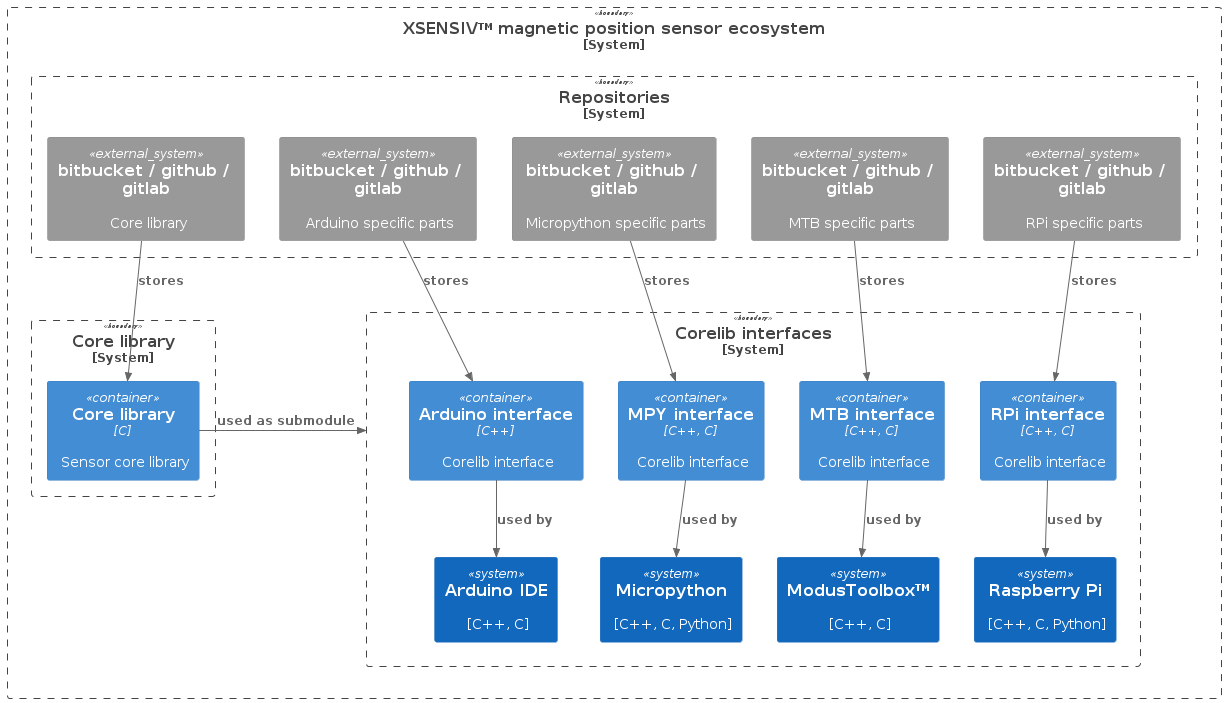 «boundary»
XSENSIV™ magnetic position sensor ecosystem
[System]
«boundary»
Repositories
[System]
«external_system»
bitbucket / github /
gitlab
Core library
«external_system»
bitbucket / github /
gitlab
Arduino specific parts
«external_system»
bitbucket / github /
gitlab
Micropython specific parts
«external_system»
bitbucket / github /
gitlab
MTB specific parts
«external_system»
bitbucket / github /
gitlab
RPi specific parts
stores
stores
stores
stores
stores
«boundary»
Core library
[System]
«container»
Core library
[C]
Sensor core library
used as submodule
«boundary»
Corelib interfaces
[System]
«container»
Arduino interface
[C++]
Corelib interface
«container»
MPY interface
[C++, C]
Corelib interface
«container»
MTB interface
[C++, C]
Corelib interface
«container»
RPi interface
[C++, C]
Corelib interface
used by
used by
used by
used by
«system»
Arduino IDE
[C++, C]
«system»
Micropython
[C++, C, Python]
«system»
ModusToolbox™
[C++, C]
«system»
Raspberry Pi
[C++, C, Python]